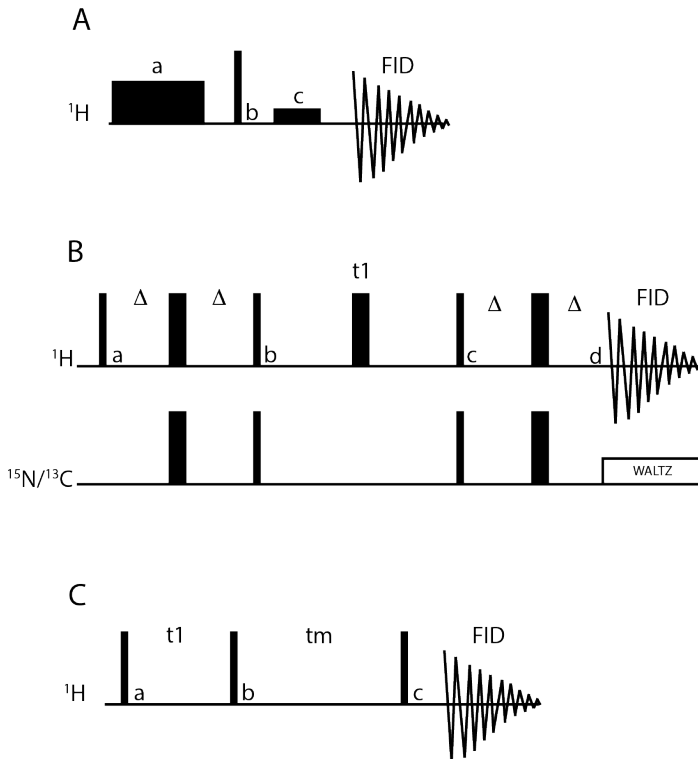 A
a
FID
b
c
¹H
B
t1
Δ Δ Δ Δ FID
a b c d
¹H
¹⁵N/¹³C
WALTZ
C
t1 tm FID
a b c
¹H